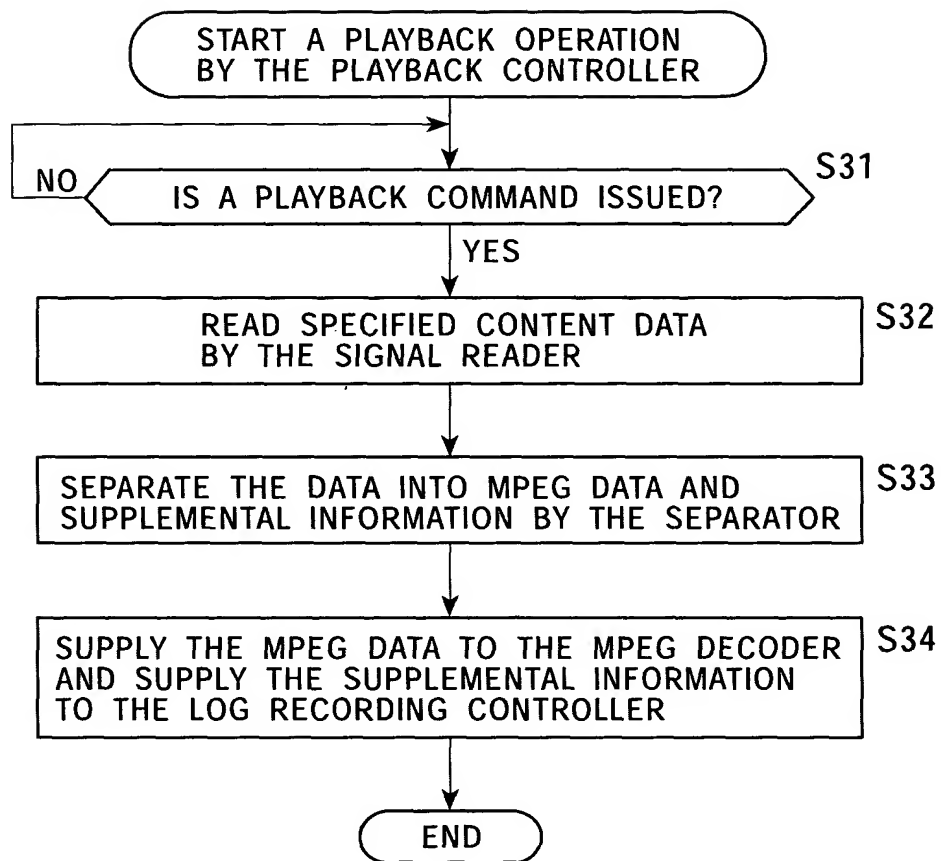 START A PLAYBACK OPERATION
BY THE PLAYBACK CONTROLLER
S31
NO
IS A PLAYBACK COMMAND ISSUED?
YES
S32
READ SPECIFIED CONTENT DATA
BY THE SIGNAL READER
S33
SEPARATE THE DATA INTO MPEG DATA AND
SUPPLEMENTAL INFORMATION BY THE SEPARATOR
S34
SUPPLY THE MPEG DATA TO THE MPEG DECODER
AND SUPPLY THE SUPPLEMENTAL INFORMATION
TO THE LOG RECORDING CONTROLLER
END